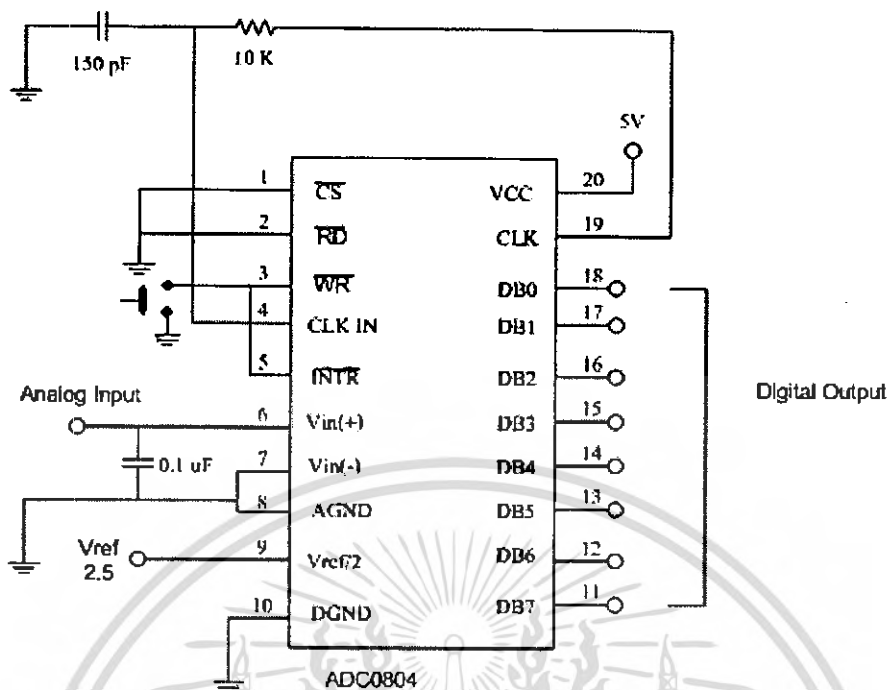 130 pF
10 K
5V
1
CS
VCC
20
2
RD
CLK
19
3
WR
DB0
18
4
CLK IN
DB1
17
5
INTR
DB2
16
Analog Input
6
Vin(+)
DB3
15
Digital Output
0.1 uF
7
Vin(-)
DB4
14
8
AGND
DB5
13
Vref
2.5
9
Vref/2
DB6
12
10
DGND
DB7
11
ADC0804